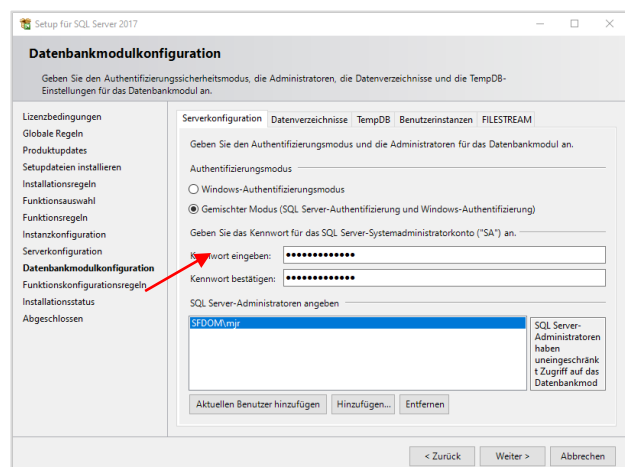 Setup für SQL Server 2017
Datenbankmodulkonfiguration
Geben Sie den Authentifizierungssicherheitsmodus, die Administratoren, die Datenverzeichnisse und die TempDB-
Einstellungen für das Datenbankmodul an.
Lizenzbedingungen
Globale Regeln
Produktupdates
Setupdateien installieren
Installationsregeln
Funktionsauswahl
Funktionsregeln
Instanzkonfiguration
Serverkonfiguration
Datenbankmodulkonfiguration
Funktionskonfigurationsregeln
Installationsstatus
Abgeschlossen
Serverkonfiguration Datenverzeichnisse TempDB Benutzerinstanzen FILESTREAM
Geben Sie den Authentifizierungsmodus und die Administratoren für das Datenbankmodul an.
Authentifizierungsmodus
Windows-Authentifizierungsmodus
Gemischter Modus (SQL Server-Authentifizierung und Windows-Authentifizierung)
Geben Sie das Kennwort für das SQL Server-Systemadministratorkonto ("SA") an.
Kennwort eingeben: •••••••••••••
Kennwort bestätigen: •••••••••••••
SQL Server-Administratoren angeben
SFDOM\mjr
SQL Server-
Administratoren
haben
uneingeschränk
t Zugriff auf das
Datenbankmod
Aktuellen Benutzer hinzufügen Hinzufügen... Entfernen
< Zurück Weiter > Abbrechen